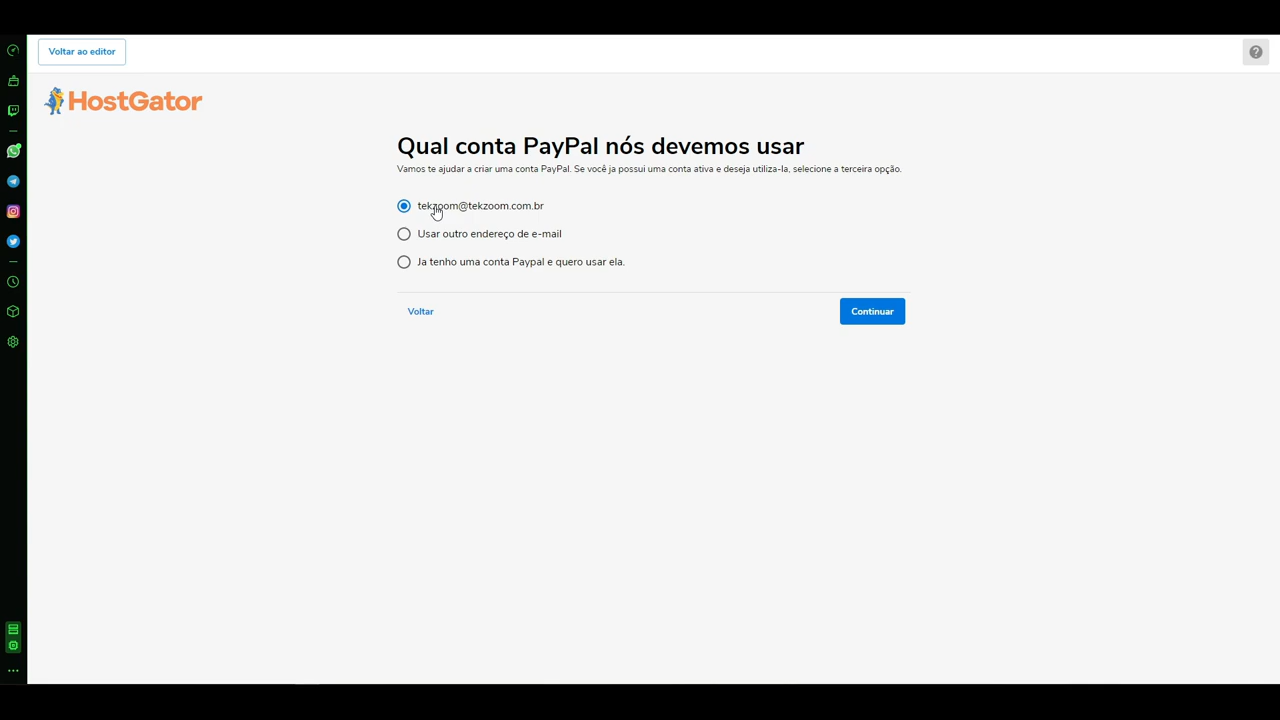 Voltar ao editor
HostGator
Qual conta PayPal nós devemos usar
Vamos te ajudar a criar uma conta PayPal. Se você ja possui uma conta ativa e deseja utiliza-la, selecione a terceira opção.
tekzoom@tekzoom.com.br
Usar outro endereço de e-mail
Ja tenho uma conta Paypal e quero usar ela.
Voltar
Continuar